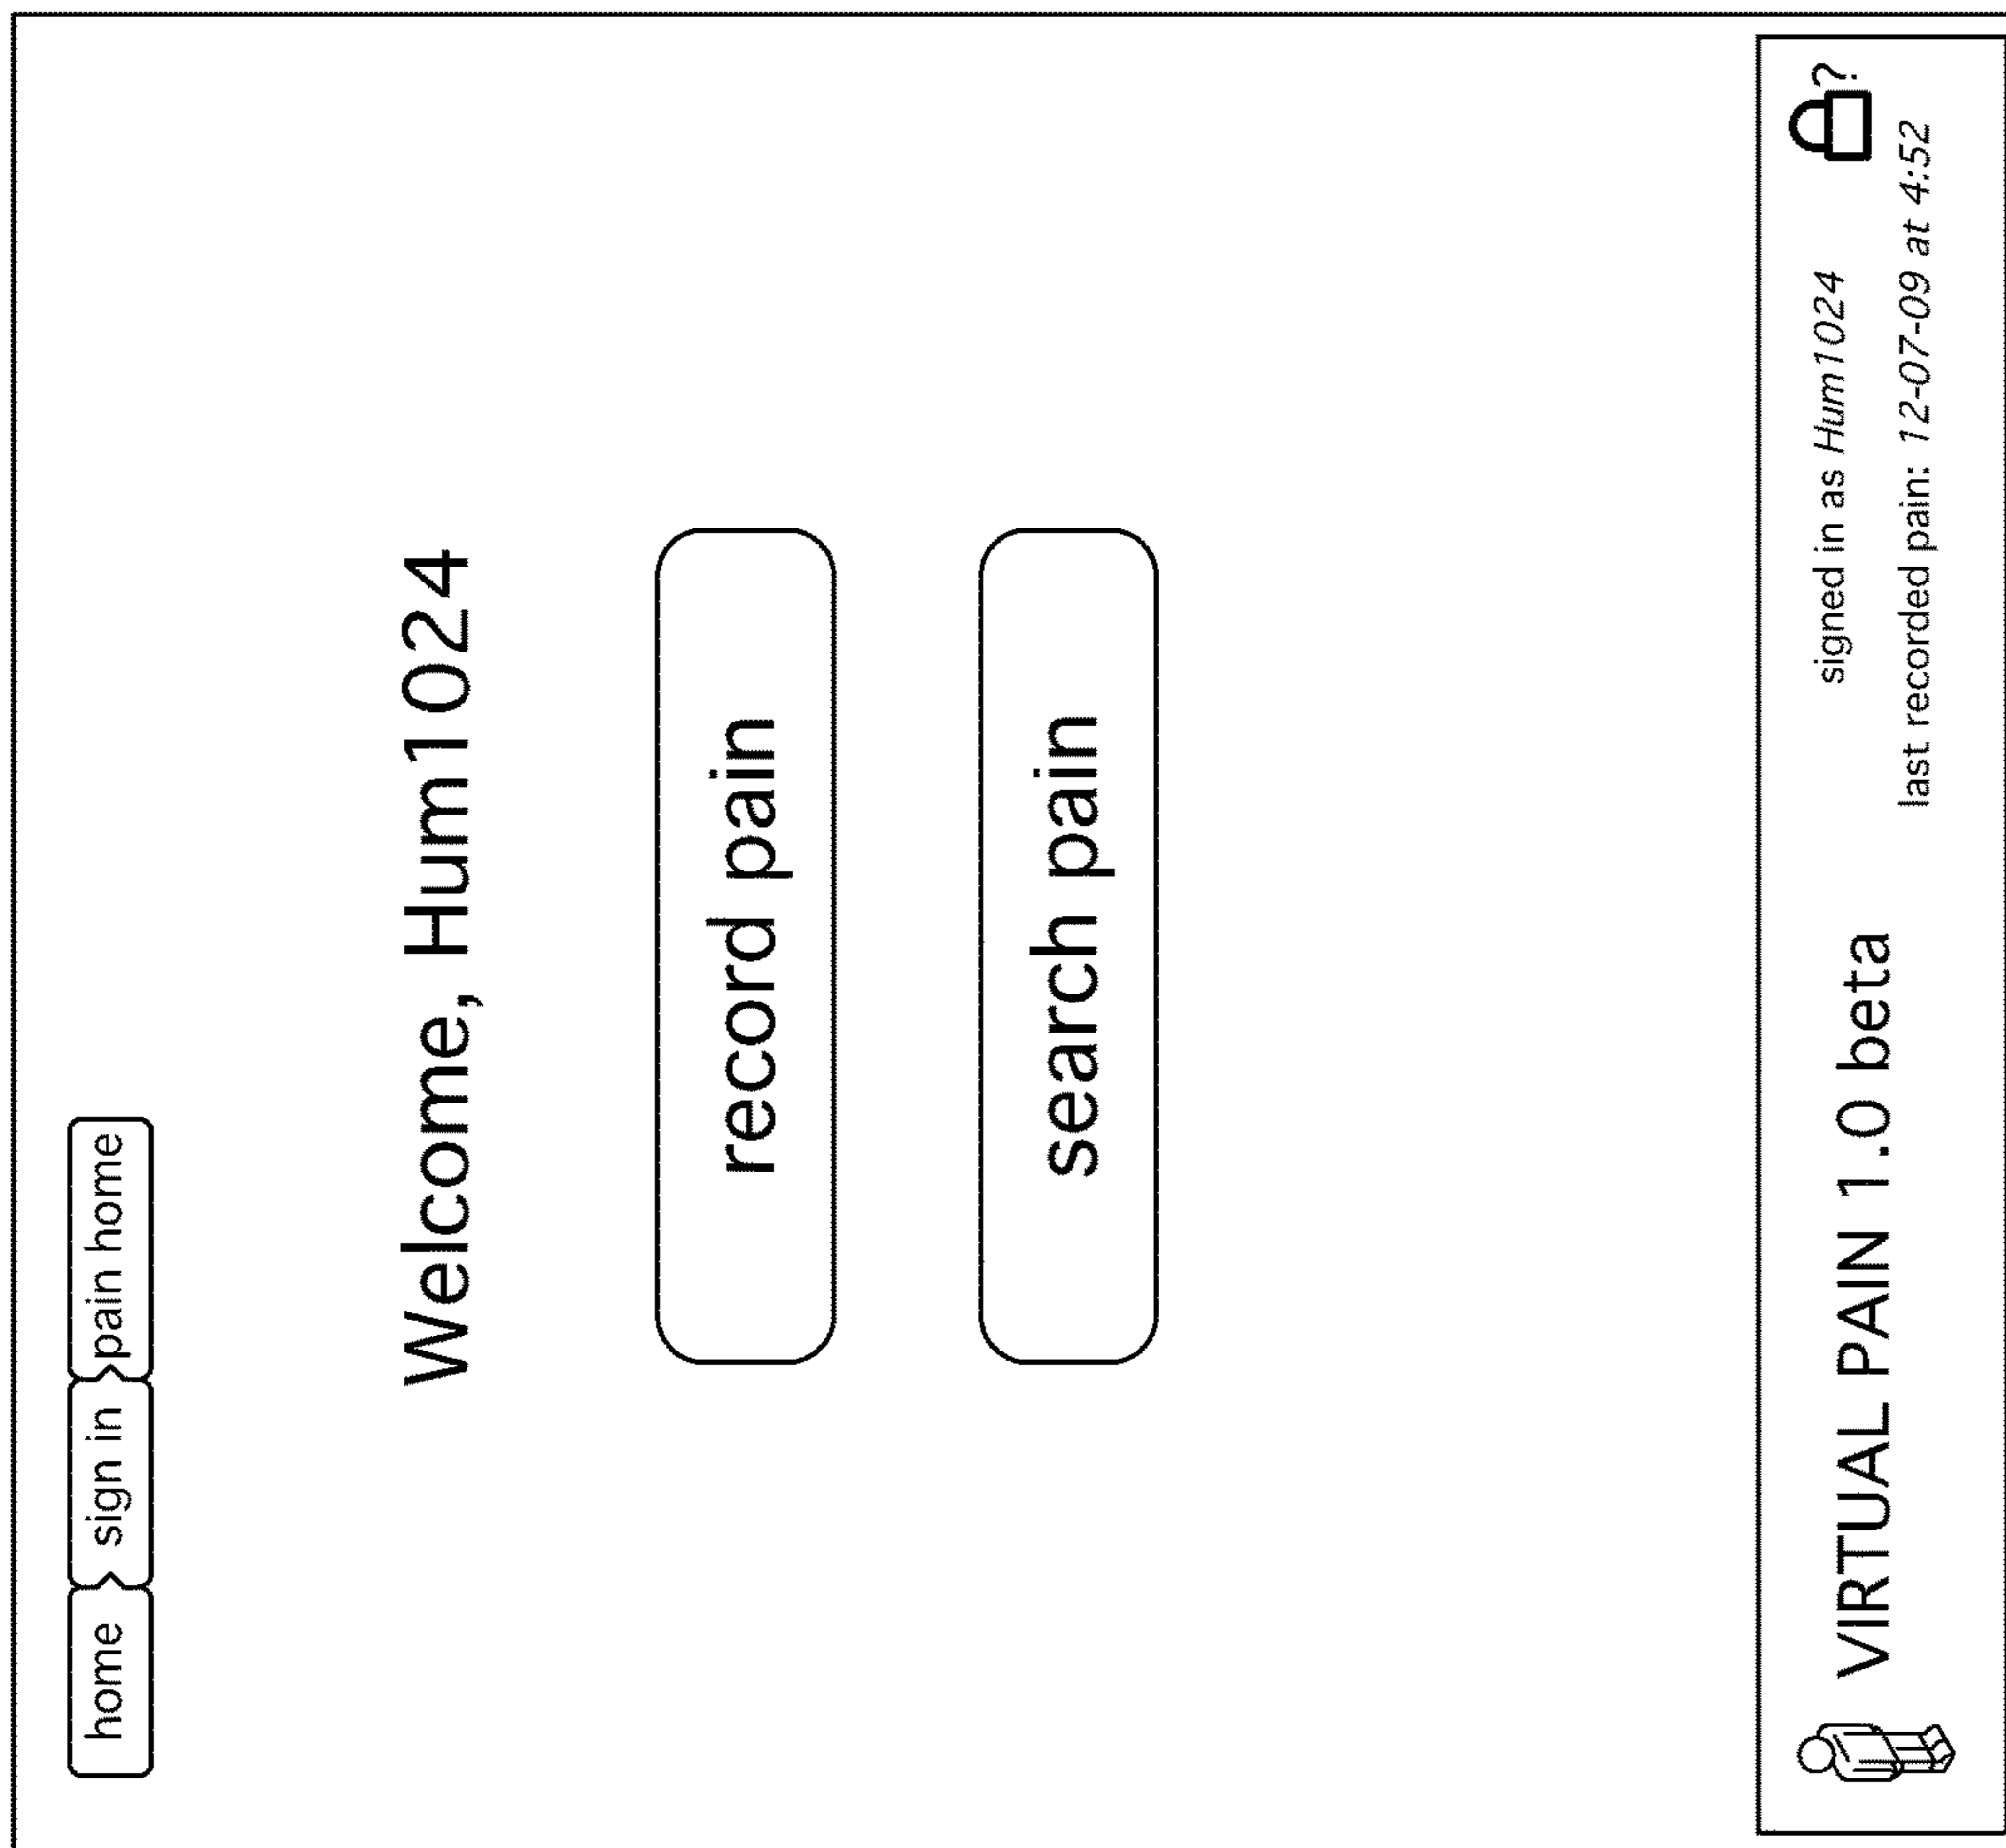 home sign in pain home
Welcome, Hum1024
record pain
search pain
VIRTUAL PAIN 1.0 beta
signed in as Hum1024
?
last recorded pain: 12-07-09 at 4:52